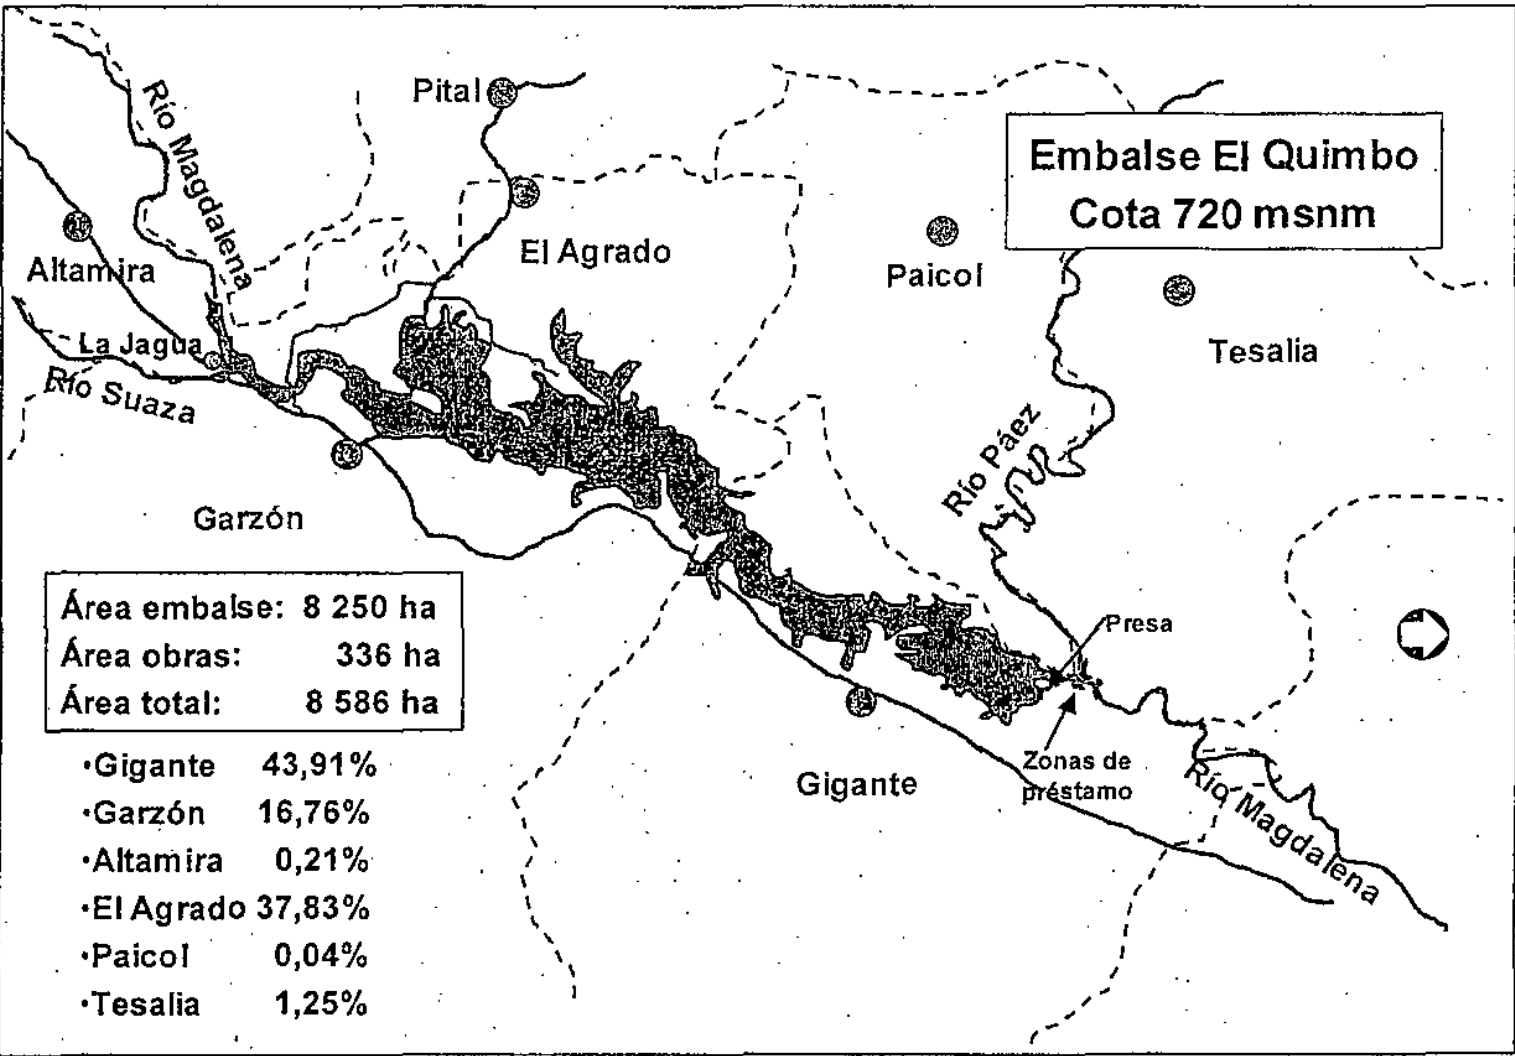 Pital
Río Magdalena
Embalse El Quimbo
Cota 720 msnm
El Agrado
Altamira
Paicol
La Jagua
Tesalia
Río Suaza
Río Páez
Garzón
Área embalse: 8 250 ha
Área obras: 336 ha
Área total: 8 586 ha
Presa
Zonas de
préstamo
Gigante
Río Magdalena
·Gigante 43,91%
·Garzón 16,76%
·Altamira 0,21%
·El Agrado 37,83%
·Paicol 0,04%
·Tesalia 1,25%